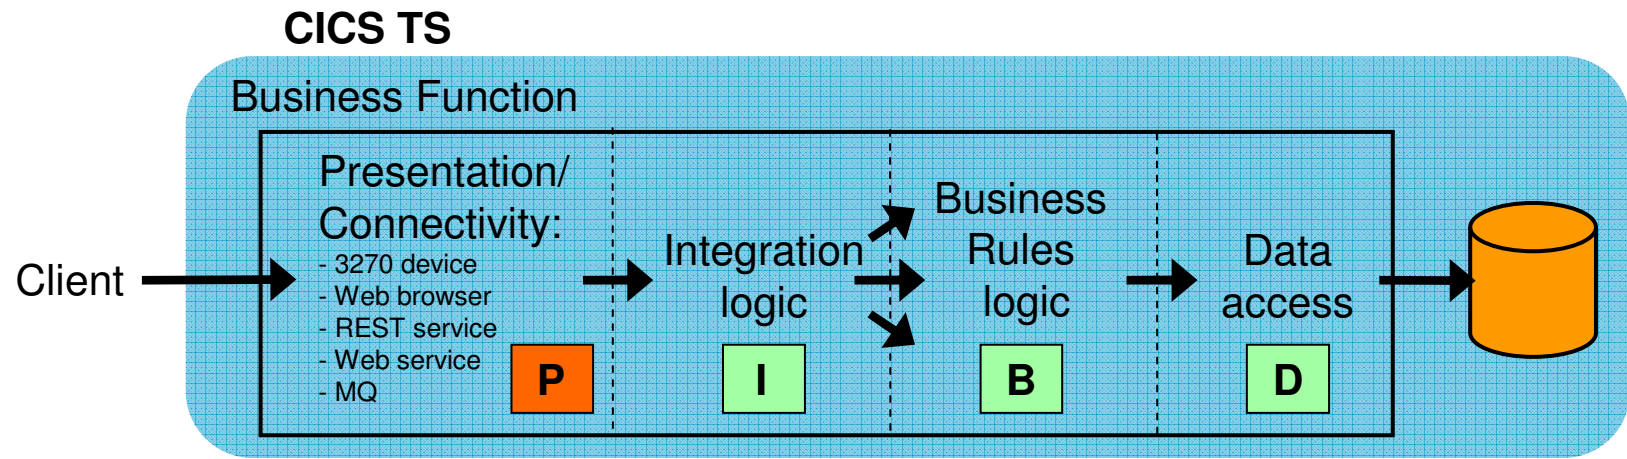 CICS TS
Business Function
Client
Presentation/
Connectivity:
- 3270 device
- Web browser
- REST service
- Web service
- MQ
P
Integration
logic
I
Business
Rules
logic
B
Data
access
D